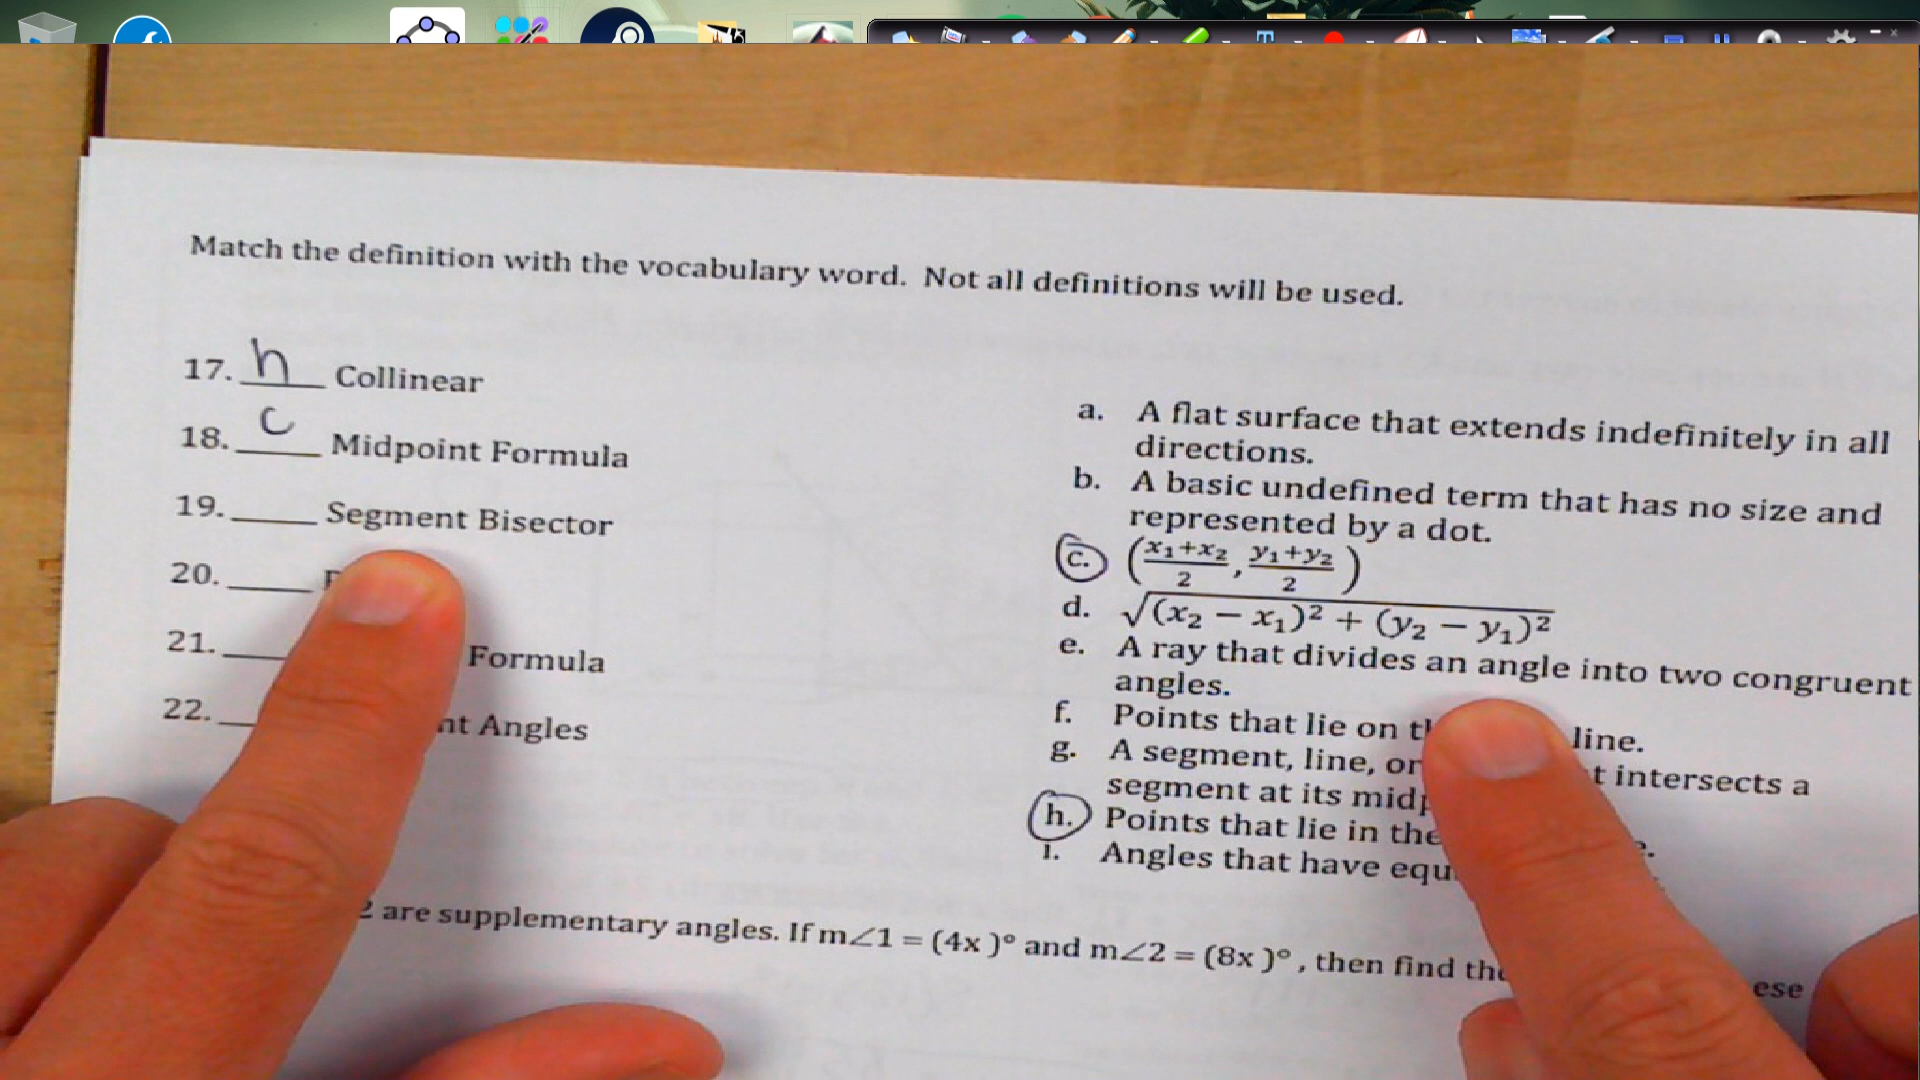 Match the definition with the vocabulary word. Not all definitions will be used.
17. h Collinear
18. c Midpoint Formula
19. Segment Bisector
20.
21. Formula
22. Angles
a. A flat surface that extends indefinitely in all
directions.
b. A basic undefined term that has no size and
represented by a dot.
c. (x₁+x₂/2, y₁+y₂/2)
d. √(x₂ − x₁)² + (y₂ − y₁)²
e. A ray that divides an angle into two congruent
angles.
f. Points that lie on line.
g. A segment, line, or intersects a
segment at its
h. Points that lie in the
i. Angles that have
2 are supplementary angles. If m∠1 = (4x )° and m∠2 = (8x )° , then find